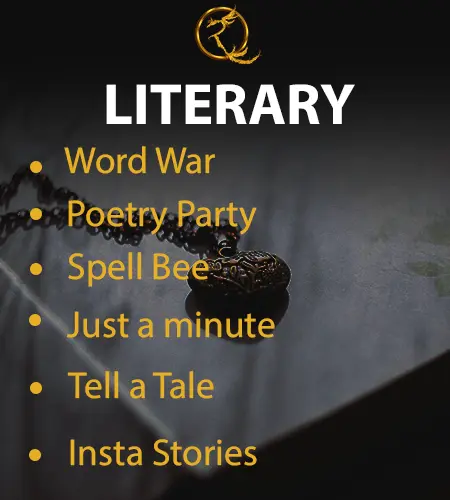 LITERARY
Word War
Poetry Party
Spell Bee
Just a minute
Tell a Tale
Insta Stories